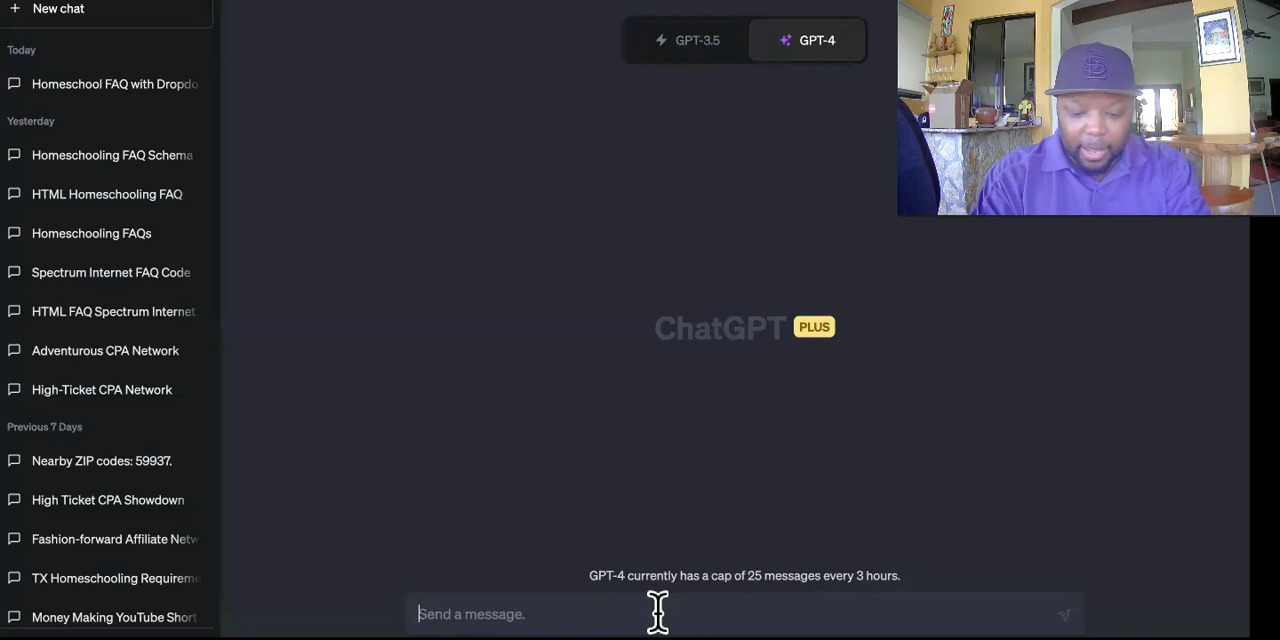 + New chat
Today
Homeschool FAQ with Dropdo
Yesterday
Homeschooling FAQ Schema
HTML Homeschooling FAQ
Homeschooling FAQs
Spectrum Internet FAQ Code
HTML FAQ Spectrum Internet
Adventurous CPA Network
High-Ticket CPA Network
Previous 7 Days
Nearby ZIP codes: 59937.
High Ticket CPA Showdown
Fashion-forward Affiliate Netw
TX Homeschooling Requireme
Money Making YouTube Short
GPT-3.5
GPT-4
ChatGPT PLUS
GPT-4 currently has a cap of 25 messages every 3 hours.
Send a message.